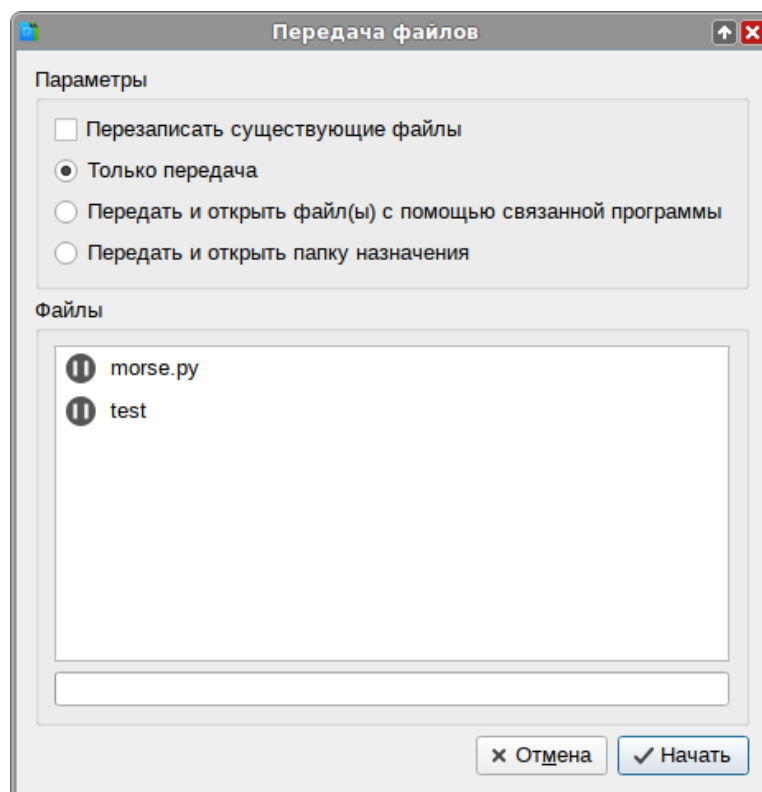 Передача файлов
Параметры
Перезаписать существующие файлы
Только передача
Передать и открыть файл(ы) с помощью связанной программы
Передать и открыть папку назначения
Файлы
morse.py
test
Отмена
Начать